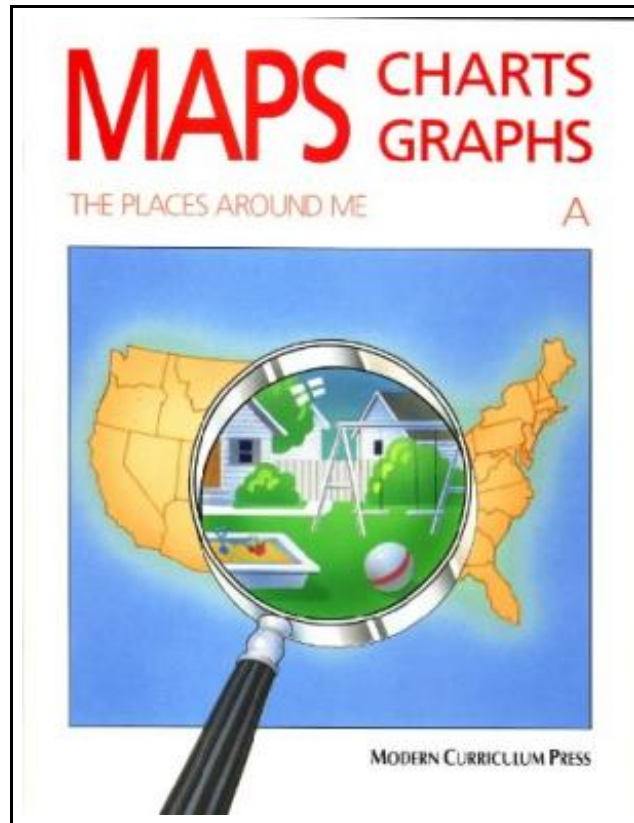 MAPS CHARTS
GRAPHS
THE PLACES AROUND ME A
MODERN CURRICULUM PRESS